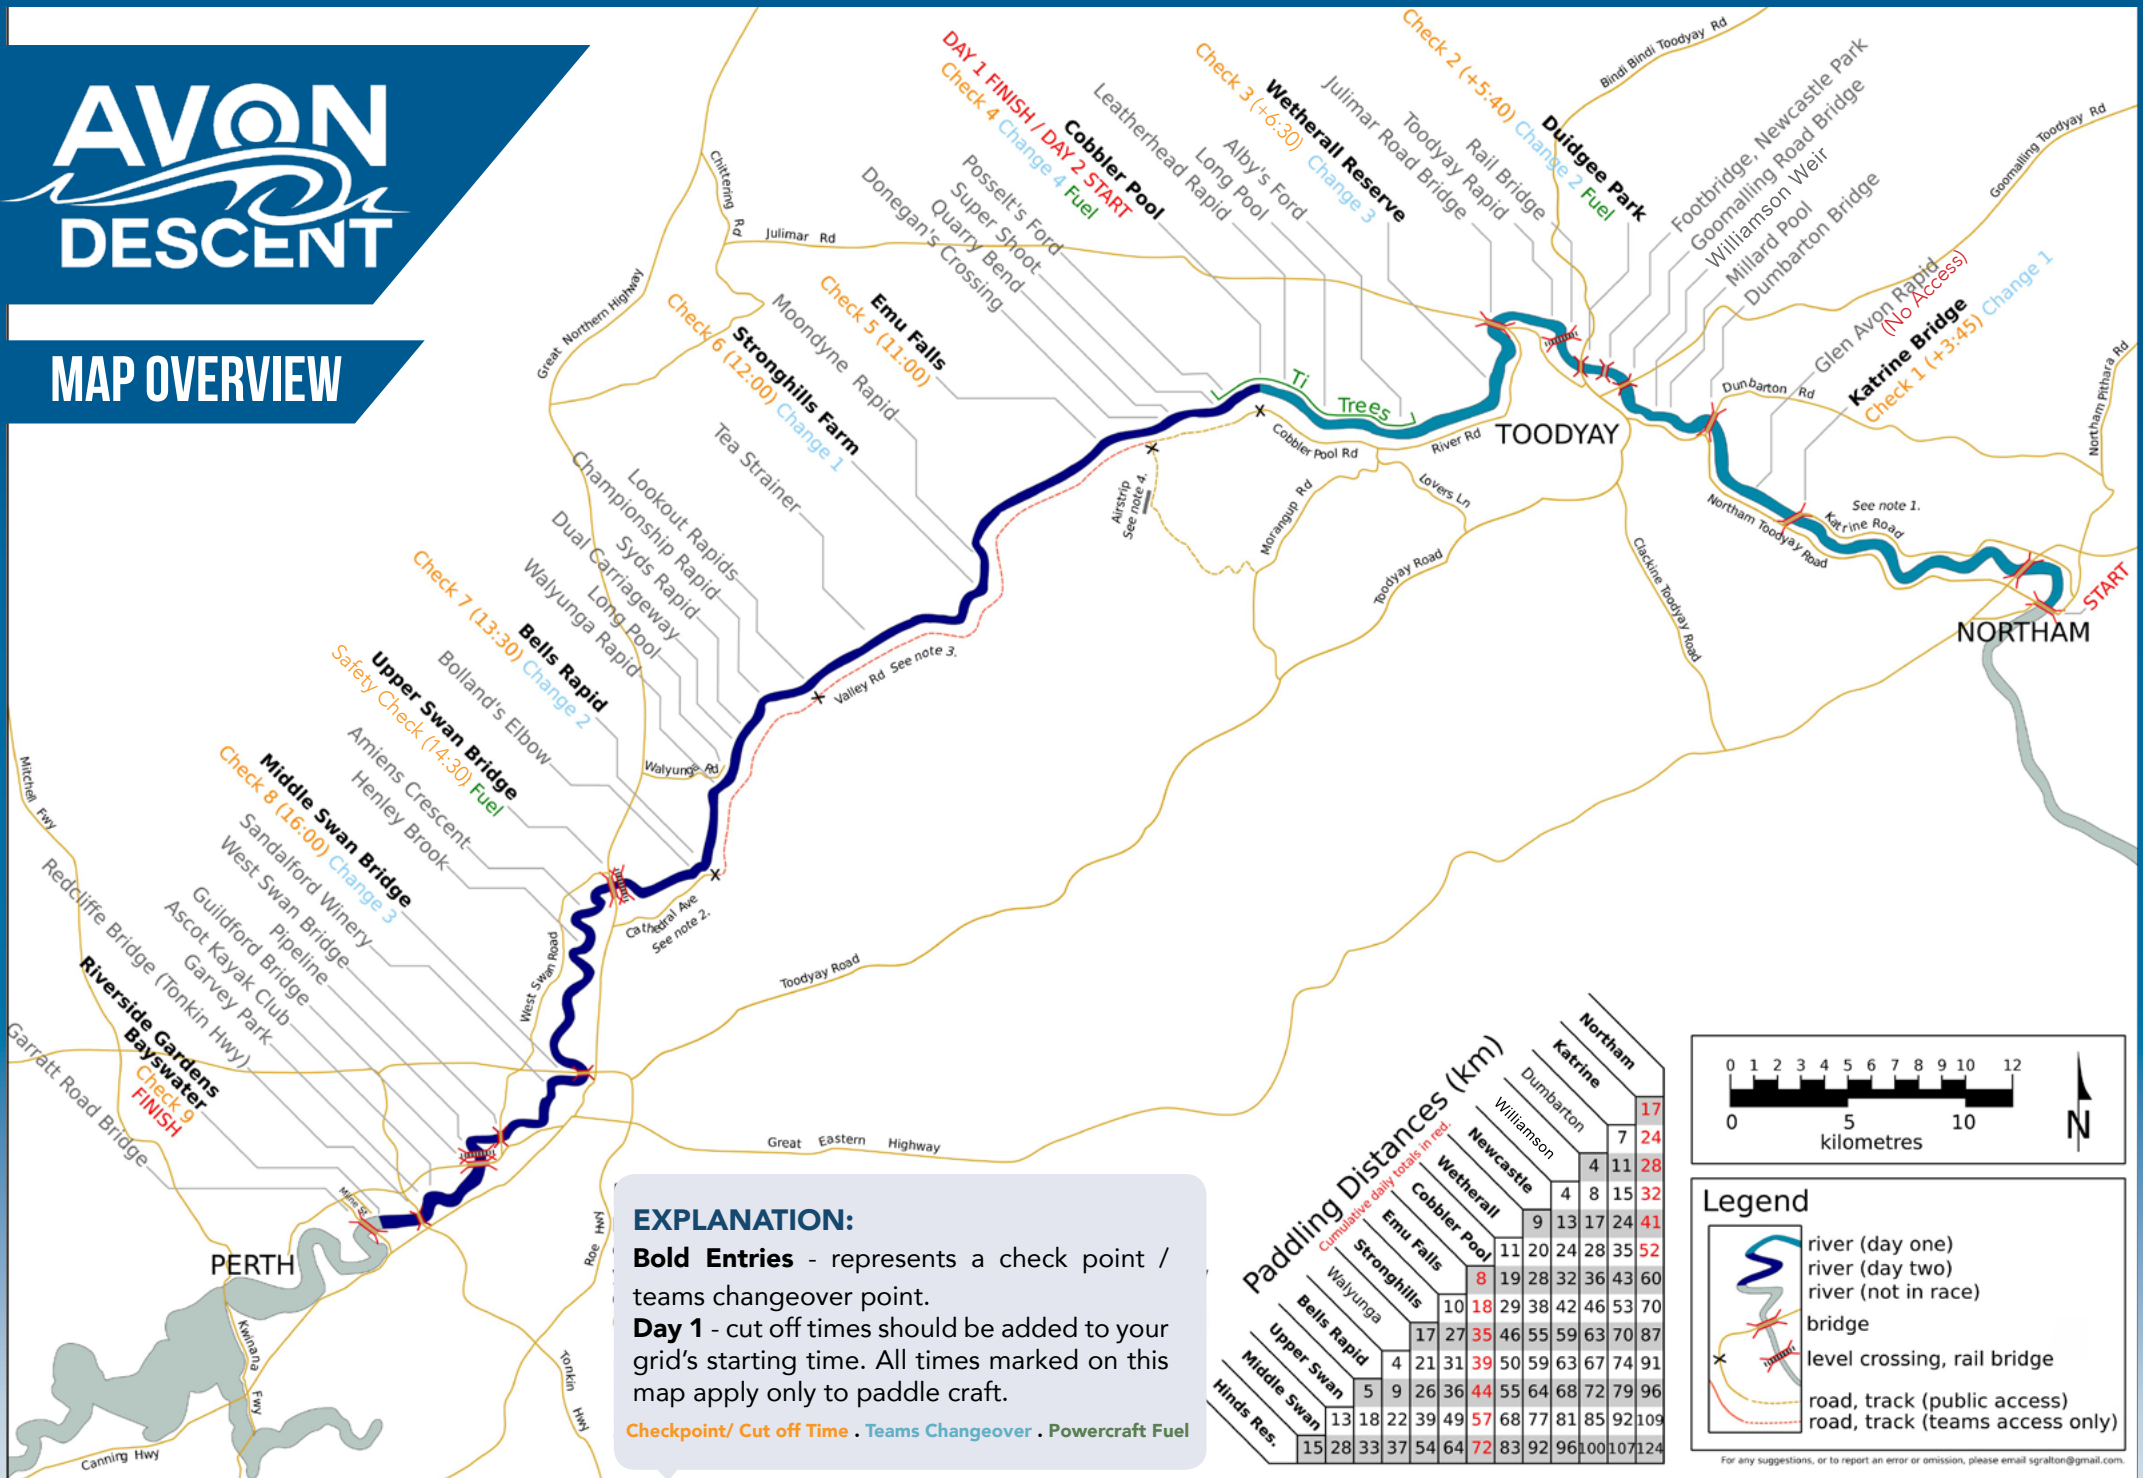 AVON
DESCENT
MAP OVERVIEW
DAY 1 FINISH / DAY 2 START
Check 4 Change 4 Fuel
Cobbler Pool
Leatherhead Rapid
Long Pool
Alby's Ford
Check 3 (+6:30) Change 3
Wetherall Reserve
Julimar Road Bridge
Toodyay Rapid
Rail Bridge
Check 2 (+5:40) Change 2 Fuel
Duidgee Park
Footbridge, Newcastle Park
Goomalling Road Bridge
Williamson Weir
Millard Pool
Dumbarton Bridge
Glen Avon Rapid
(No Access)
Katrine Bridge
Check 1 (+3:45) Change 1
Bindi Bindi Toodyay Rd
Goomalling Toodyay Rd
Northam Pithara Rd
Posselt's Ford
Super Shoot
Quarry Bend
Donegan's Crossing
Emu Falls
Check 5 (11:00)
Moondyne Rapid
Stronghills Farm
Check 6 (12:00) Change 1
Tea Strainer
Lookout Rapids
Championship Rapid
Syds Rapid
Dual Carriageway
Long Pool
Walyunga Rapid
Bells Rapid
Check 7 (13:30) Change 2
Bolland's Elbow
Upper Swan Bridge
Safety Check (14:30) Fuel
Amiens Crescent
Henley Brook
Middle Swan Bridge
Check 8 (16:00) Change 3
Sandalford Winery
West Swan Bridge
Pipeline
Guildford Bridge
Ascot Kayak Club
Garvey Park
Redcliffe Bridge (Tonkin Hwy)
Riverside Gardens
Bayswater
Check 9
FINISH
Garratt Road Bridge
Chittering Rd
Julimar Rd
Great Northern Highway
Ti
Trees
Cobbler Pool Rd
River Rd
TOODYAY
Dunbarton Rd
See note 1.
Katrine Road
Northam Toodyay Road
START
NORTHAM
Airstrip
See note 4.
Morangup Rd
Lovers Ln
Toodyay Road
Clackine Toodyay Road
Valley Rd See note 3.
Walyunga Rd
Cathedral Ave
See note 2.
West Swan Road
Toodyay Road
Mitchell Fwy
Great Eastern Highway
Milne St
PERTH
Roe Hwy
Kwinana Fwy
Tonkin Hwy
Canning Hwy
EXPLANATION:
Bold Entries - represents a check point /
teams changeover point.
Day 1 - cut off times should be added to your
grid's starting time. All times marked on this
map apply only to paddle craft.
Checkpoint/ Cut off Time . Teams Changeover . Powercraft Fuel
Paddling Distances (km)
Cumulative daily totals in red.
Northam
Katrine 17
Dumbarton 7 24
Williamson 4 11 28
Newcastle 4 8 15 32
Wetherall 9 13 17 24 41
Cobbler Pool 11 20 24 28 35 52
Emu Falls 8 19 28 32 36 43 60
Stronghills 10 18 29 38 42 46 53 70
Walyunga 17 27 35 46 55 59 63 70 87
Bells Rapid 4 21 31 39 50 59 63 67 74 91
Upper Swan 5 9 26 36 44 55 64 68 72 79 96
Middle Swan 13 18 22 39 49 57 68 77 81 85 92 109
Hinds Res. 15 28 33 37 54 64 72 83 92 96 100 107 124
0 1 2 3 4 5 6 7 8 9 10 12
0 5 10
kilometres
N
Legend
river (day one)
river (day two)
river (not in race)
bridge
level crossing, rail bridge
road, track (public access)
road, track (teams access only)
For any suggestions, or to report an error or omission, please email sgralton@gmail.com.